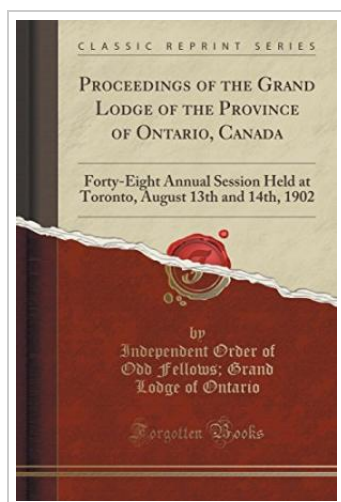 CLASSIC REPRINT SERIES
PROCEEDINGS OF THE GRAND
LODGE OF THE PROVINCE
OF ONTARIO, CANADA
Forty-Eight Annual Session Held at
Toronto, August 13th and 14th, 1902
by
Independent Order of
Odd Fellows; Grand
Lodge of Ontario
Forgotten Books